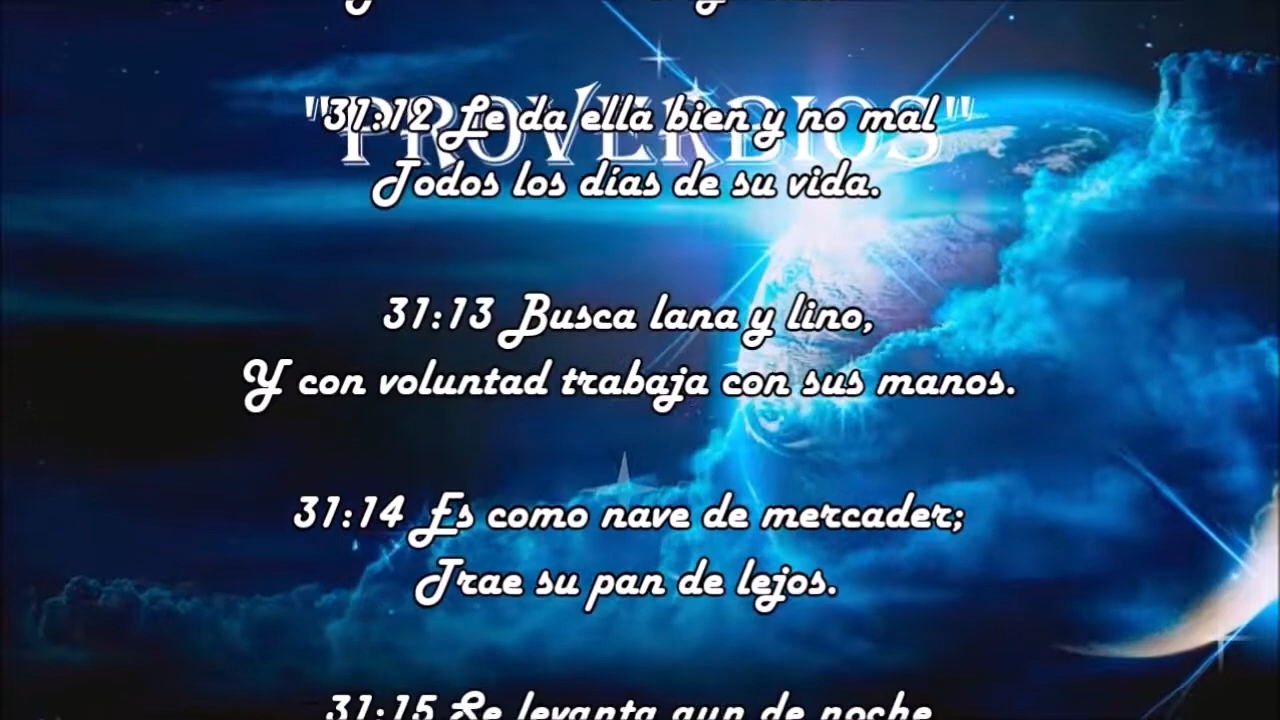 "PROVERBIOS"
31:12 Le da ella bien y no mal
Todos los días de su vida.
31:13 Busca lana y lino,
Y con voluntad trabaja con sus manos.
31:14 Es como nave de mercader;
Trae su pan de lejos.
31:15 Se levanta aun de noche